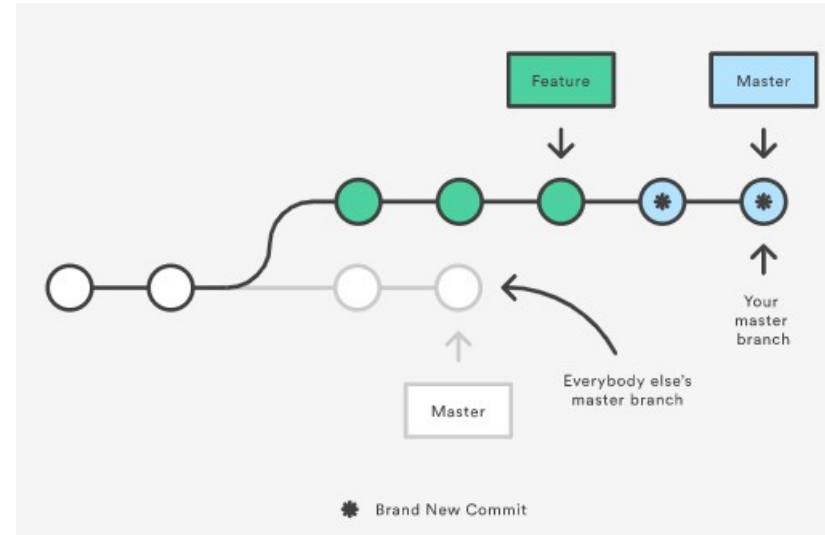 Feature
Master
Your
master
branch
Everybody else's
master branch
Master
Brand New Commit